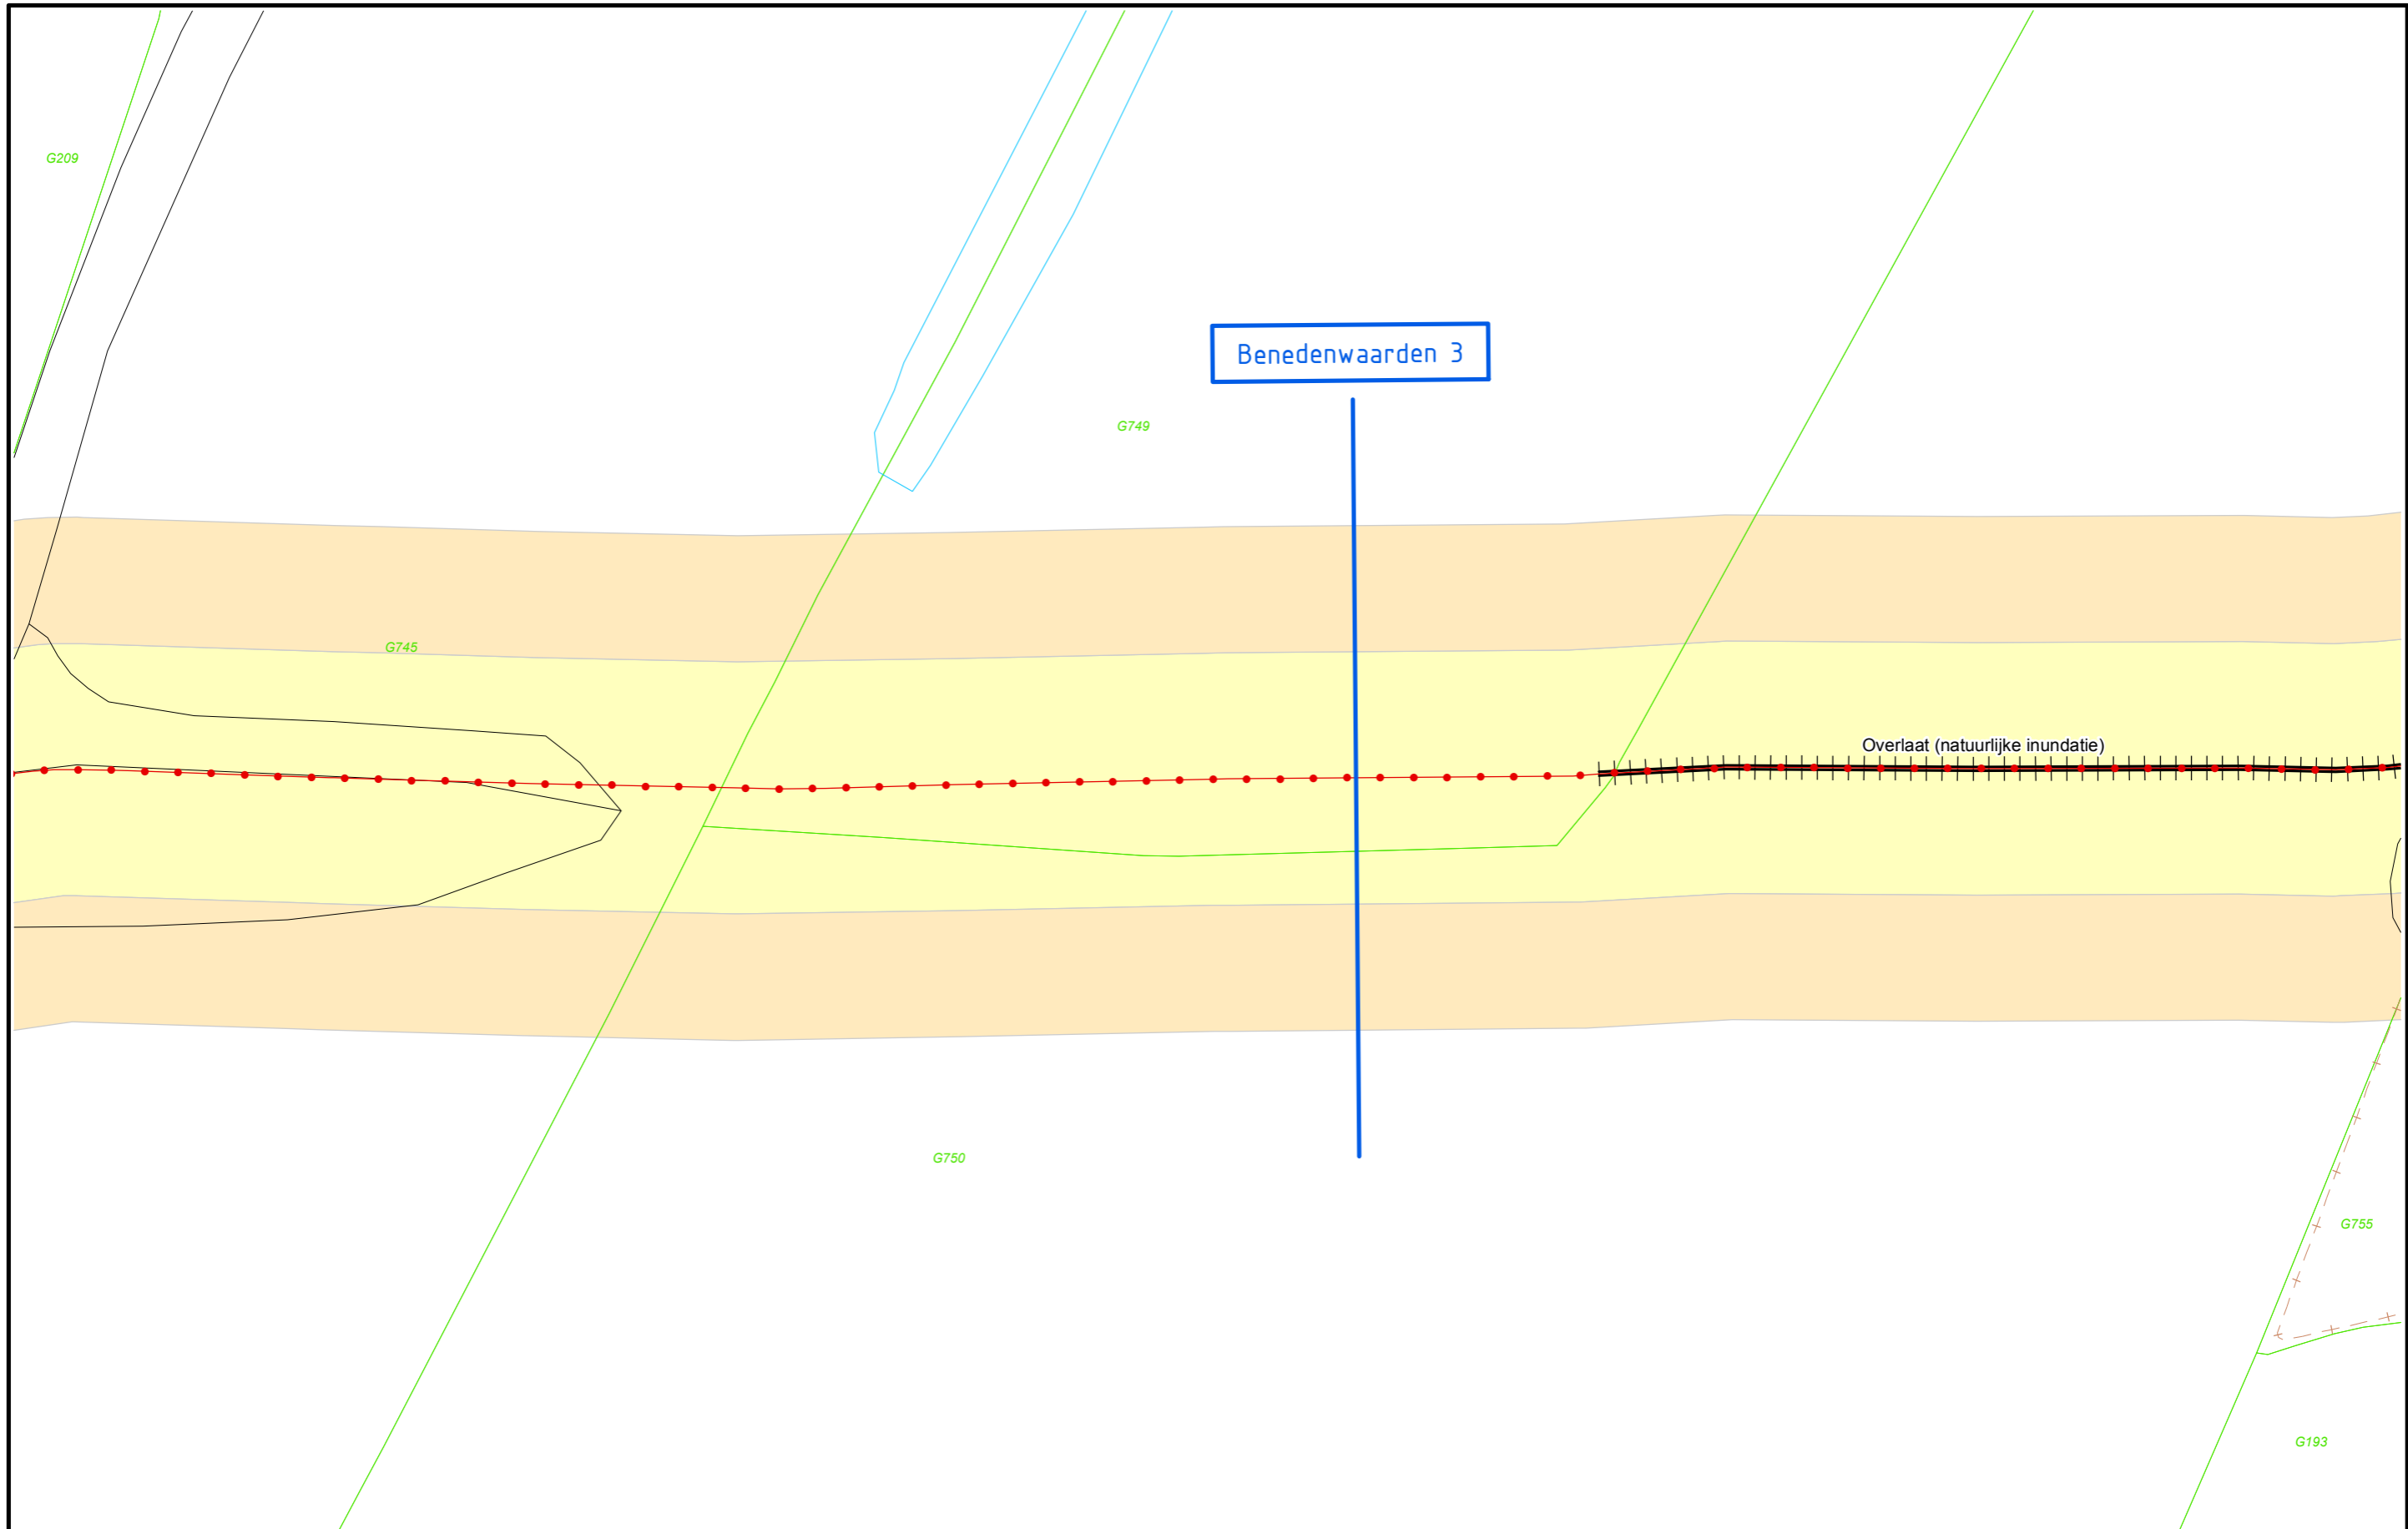 G209
Benedenwaarden 3
G749
G745
Overlaat (natuurlijke inundatie)
G750
G755
G193